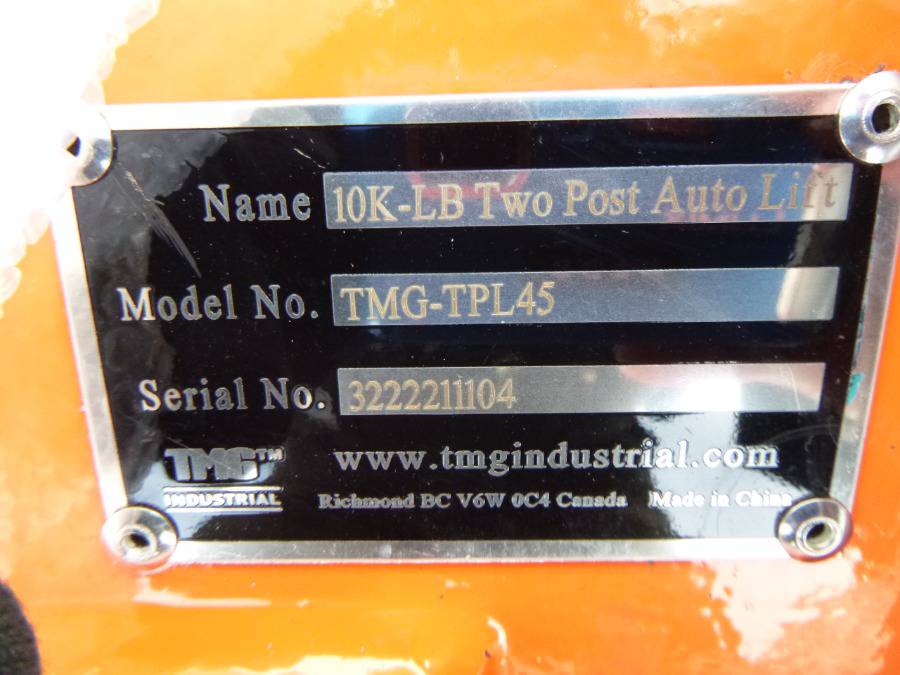 Name 10K-LB Two Post Auto Lift
Model No. TMG-TPL45
Serial No. 3222211104
TMG™ www.tmgindustrial.com
INDUSTRIAL Richmond BC V6W 0C4 Canada Made in China